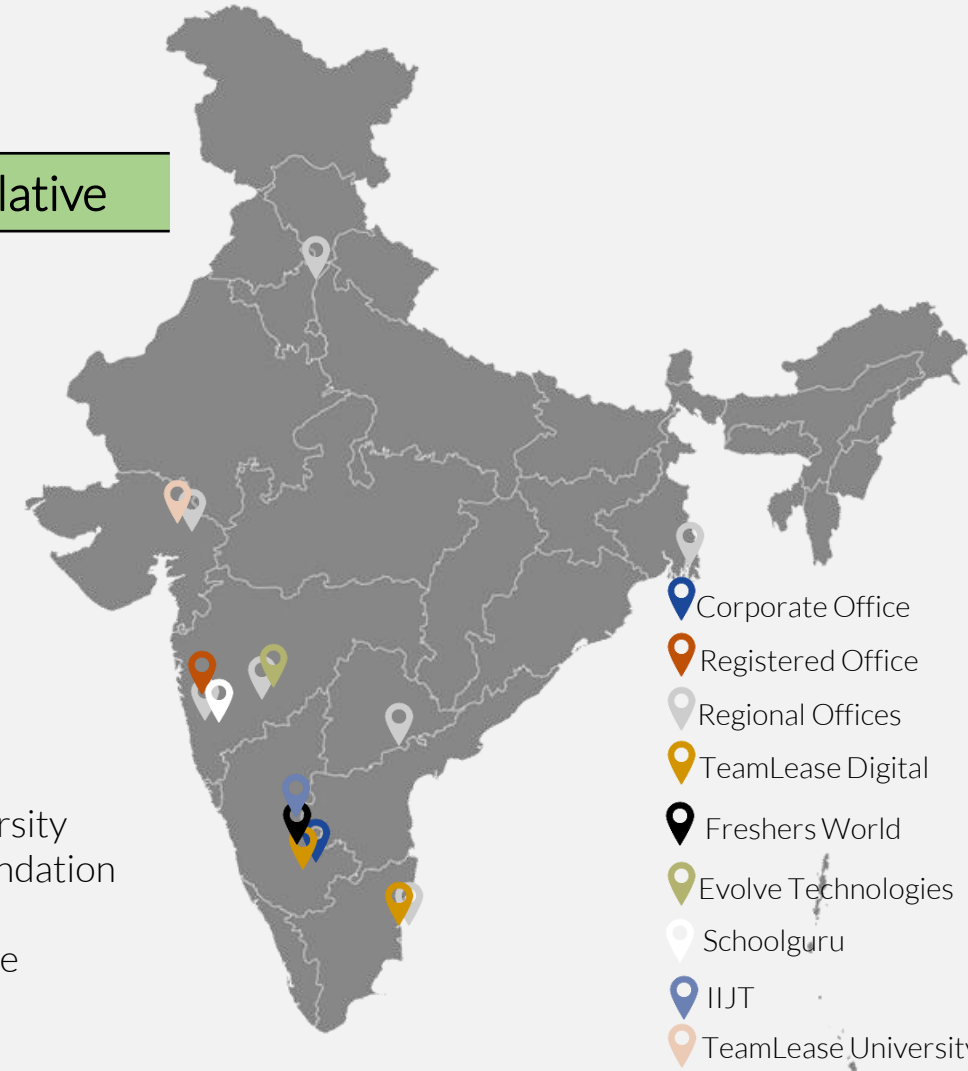 lative
rsity
ndation
e
Corporate Office
Registered Office
Regional Offices
TeamLease Digital
Freshers World
Evolve Technologies
Schoolguru
IIJT
TeamLease University